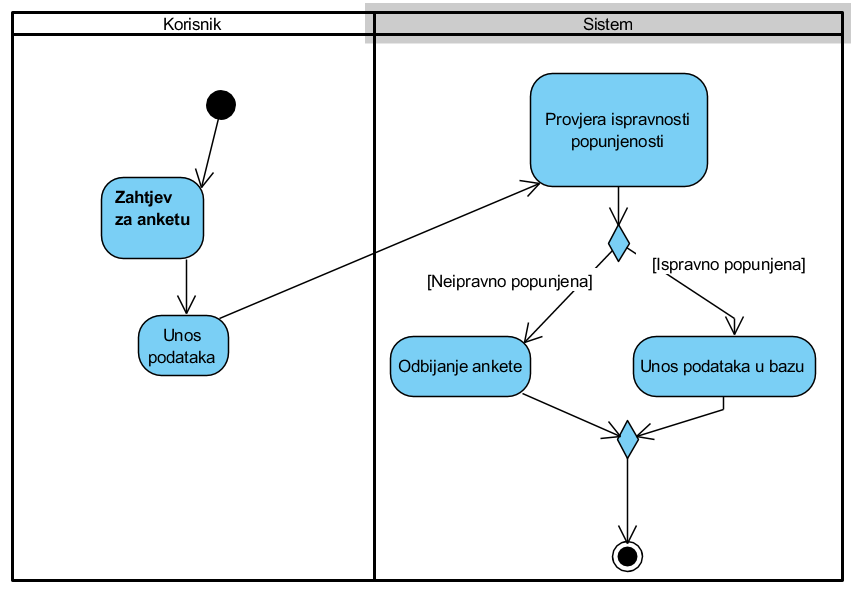 Korisnik
Sistem
Zahtjev
za anketu
Unos
podataka
Provjera ispravnosti
popunjenosti
[Neipravno popunjena]
[Ispravno popunjena]
Odbijanje ankete
Unos podataka u bazu